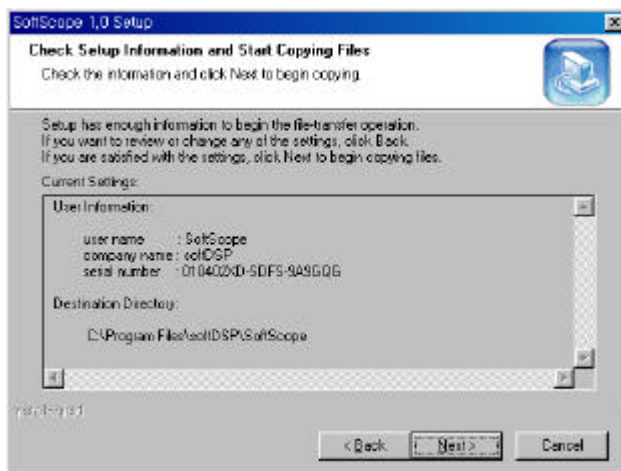 SoftScope 1,0 Setup
Check Setup Information and Start Copying Files
Check the information and click Next to begin copying.
Setup has enough information to begin the file-transfer operation.
If you want to review or change any of the settings, click Back.
If you are satisfied with the settings, click Next to begin copying files.
Current Settings:
User Information:
user name : SoftScope
company name : softDSP
serial number :
Destination Directory:
C:\Program Files\softDSP\SoftScope
< Back
Next >
Cancel